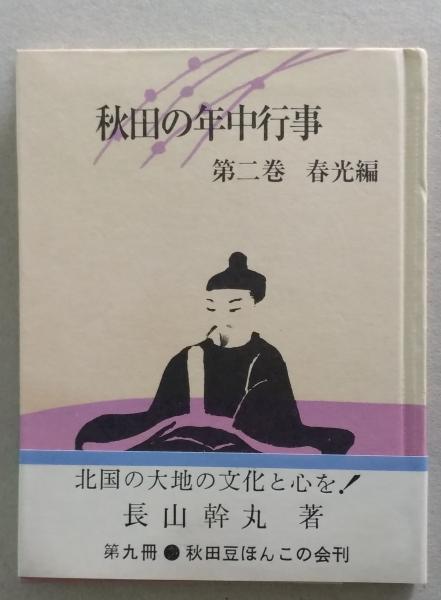 秋田の年中行事
第二巻　春光編
北国の大地の文化と心を！
長山幹丸　著
第九冊●秋田豆ほんこの会刊